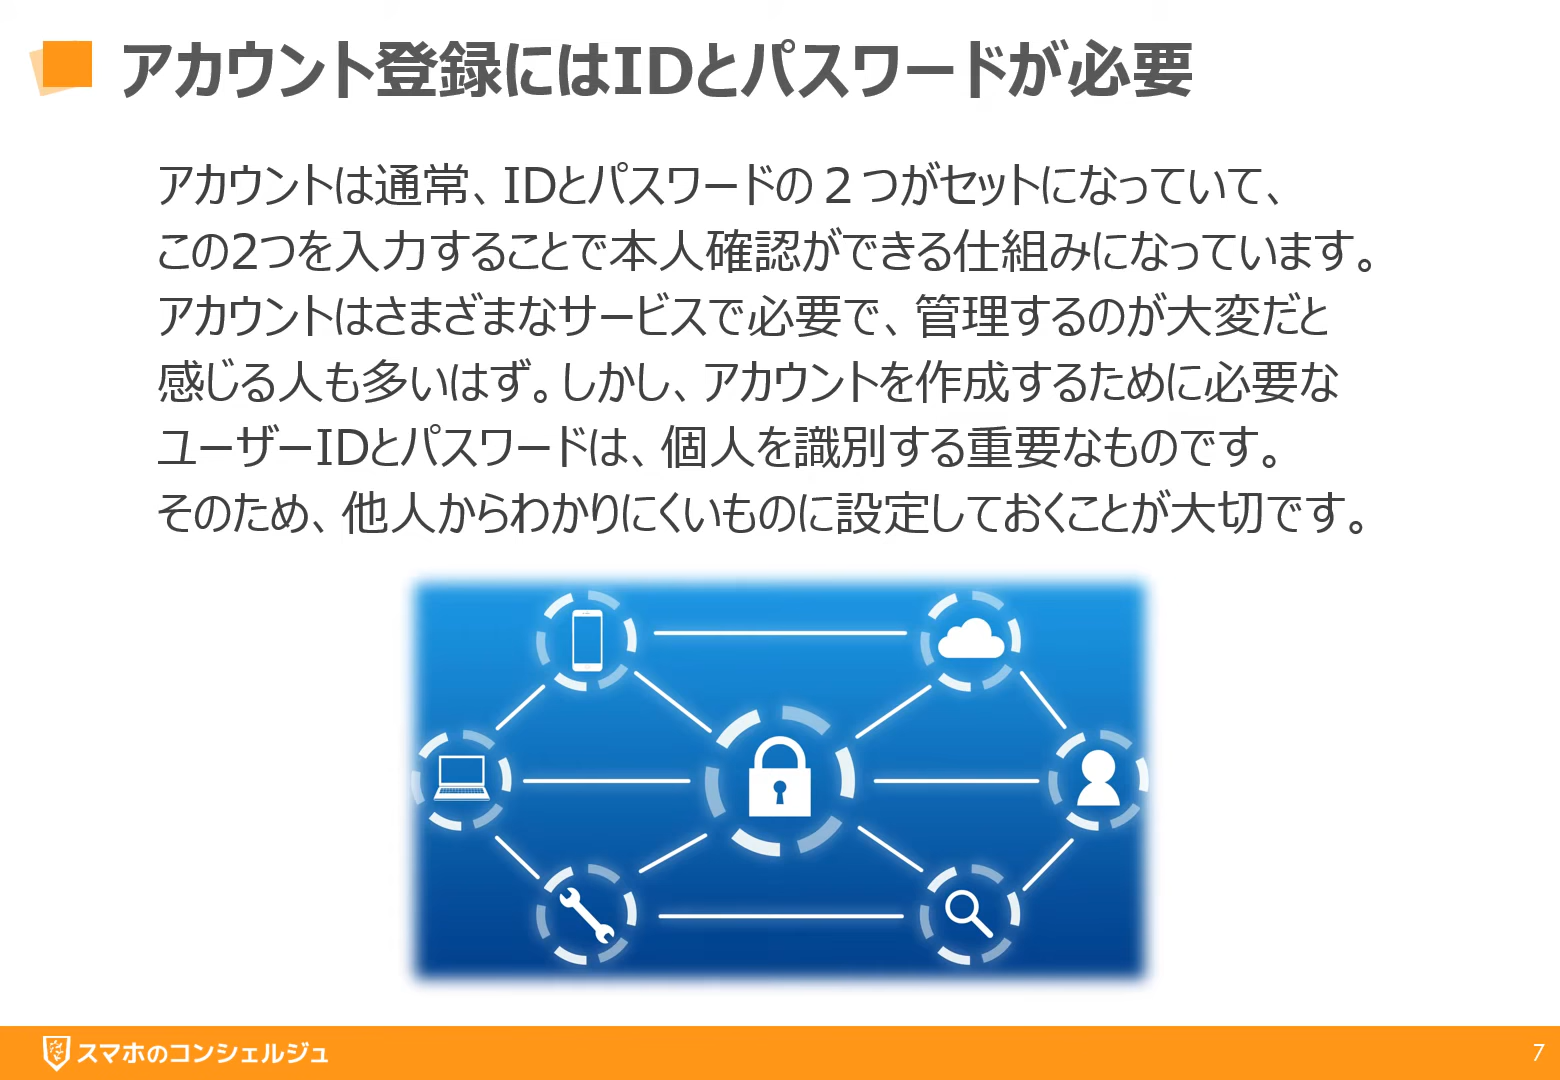 アカウント登録にはIDとパスワードが必要
アカウントは通常、IDとパスワードの２つがセットになっていて、
この2つを入力することで本人確認ができる仕組みになっています。
アカウントはさまざまなサービスで必要で、管理するのが大変だと
感じる人も多いはず。しかし、アカウントを作成するために必要な
ユーザーIDとパスワードは、個人を識別する重要なものです。
そのため、他人からわかりにくいものに設定しておくことが大切です。
スマホのコンシェルジュ
7